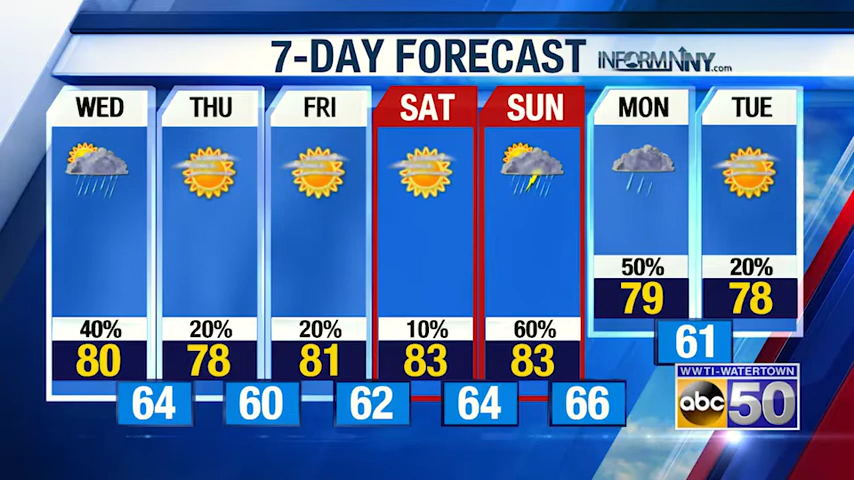 7-DAY FORECAST INFORMNNY.com
WED THU FRI SAT SUN MON TUE
50% 20%
79 78
40% 20% 20% 10% 60%
80 78 81 83 83
61
64 60 62 64 66
WWTI-WATERTOWN
abc 50